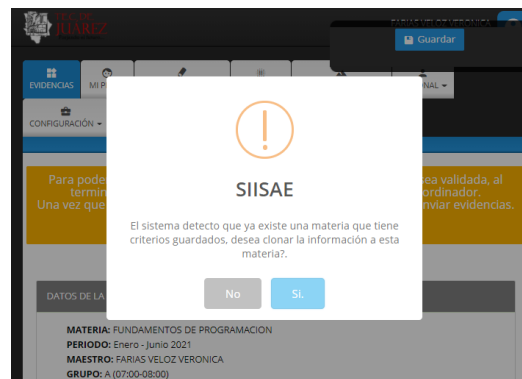 TEC DE
JUAREZ
FARIAS VELOZ VERONICA
Guardar
EVIDENCIAS
MI P
NAL
CONFIGURACIÓN
Para pode
sea validada, al
termin
ordinador.
Una vez que
nviar evidencias.
SIISAE
El sistema detecto que ya existe una materia que tiene
criterios guardados, desea clonar la información a esta
materia?.
No
Si.
DATOS DE LA
MATERIA: FUNDAMENTOS DE PROGRAMACION
PERIODO: Enero - Junio 2021
MAESTRO: FARIAS VELOZ VERONICA
GRUPO: A (07:00-08:00)